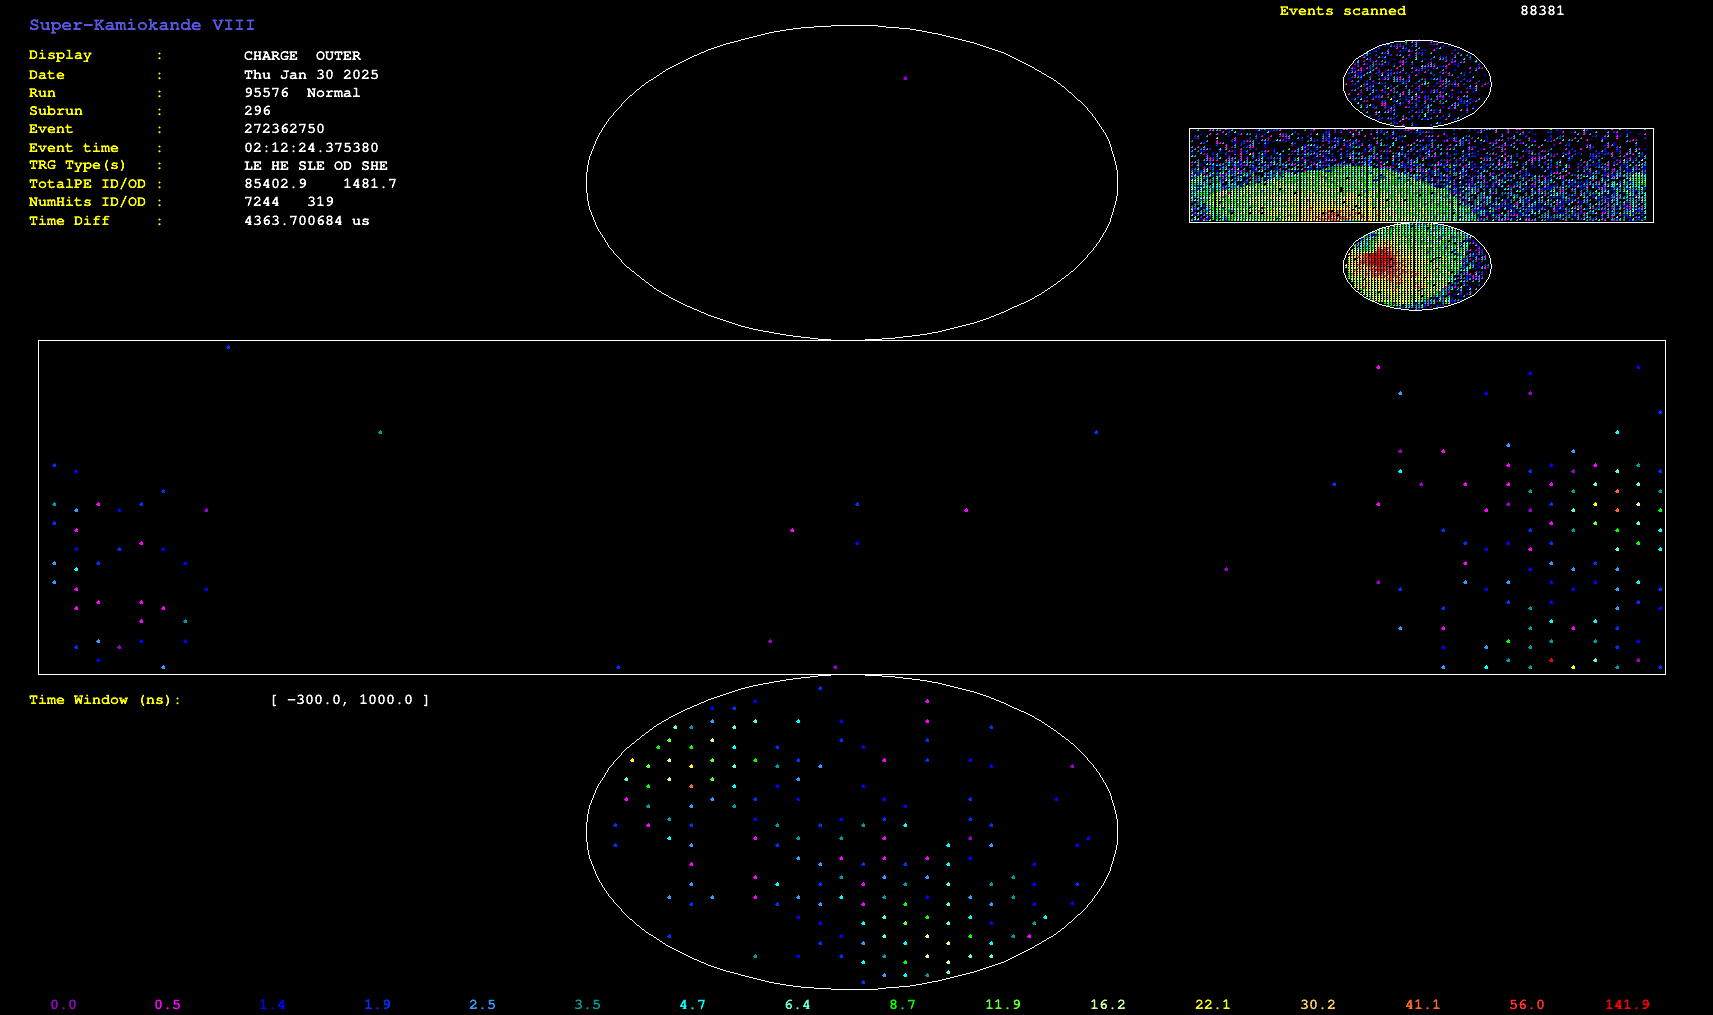 Super-Kamiokande VIII
Events scanned 88381
Display : CHARGE OUTER
Date : Thu Jan 30 2025
Run : 95576 Normal
Subrun : 296
Event : 272362750
Event time : 02:12:24.375380
TRG Type(s) : LE HE SLE OD SHE
TotalPE ID/OD : 85402.9 1481.7
NumHits ID/OD : 7244 319
Time Diff : 4363.700684 us
Time Window (ns): [ -300.0, 1000.0 ]
0.0 0.5 1.4 1.9 2.5 3.5 4.7 6.4 8.7 11.9 16.2 22.1 30.2 41.1 56.0 141.9